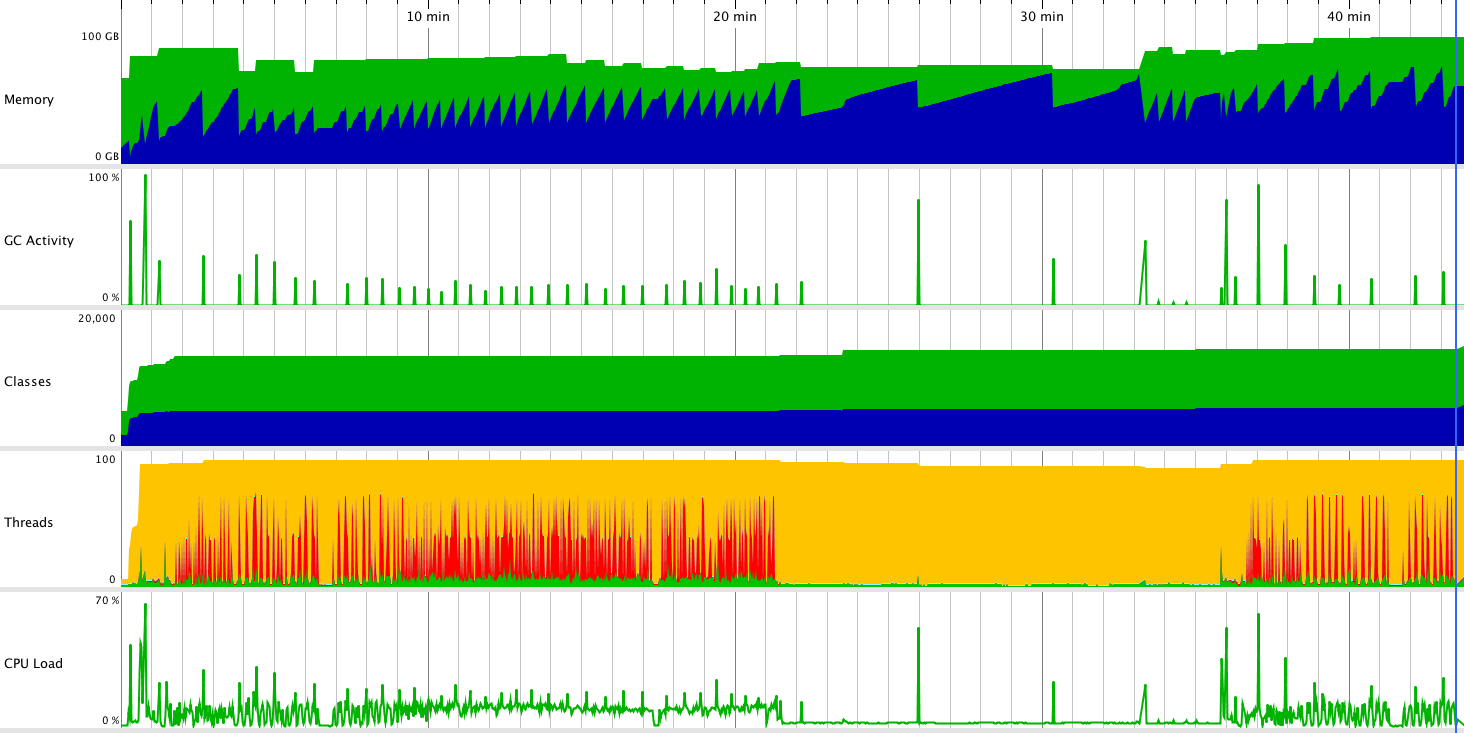 10 min 20 min 30 min 40 min
100 GB
Memory
0 GB
100 %
GC Activity
0 %
20,000
Classes
0
100
Threads
0
70 %
CPU Load
0 %